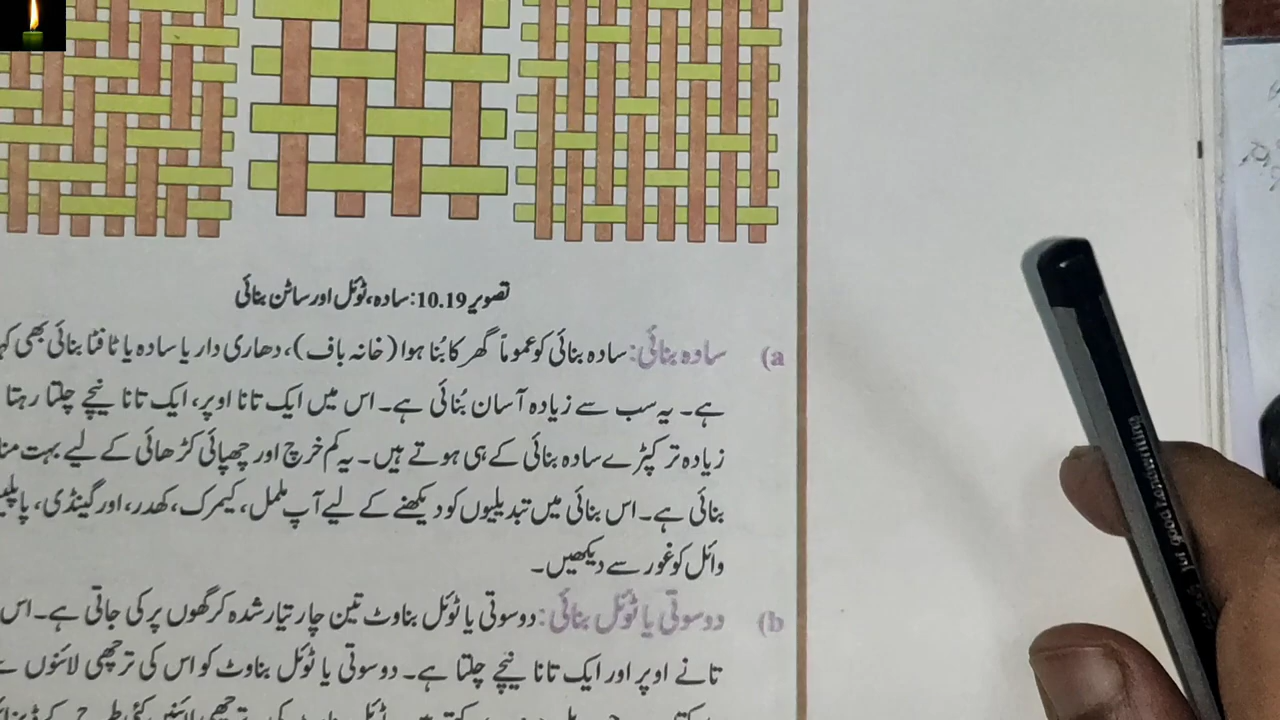 تصویر 10.19: سادہ، ٹوئل اور ساٹن بنائی
(a سادہ بنائی: سادہ بنائی کو عموماً گھر کا بُنا ہوا (خانہ باف)، دھاری دار یا سادہ یا ٹافٹا بنائی بھی
ہے۔ یہ سب سے زیادہ آسان بُنائی ہے۔ اس میں ایک تانا اوپر، ایک تانا نیچے چلتا رہتا
زیادہ تر کپڑے سادہ بنائی کے ہی ہوتے ہیں۔ یہ کم خرچ اور چھپائی کڑھائی کے لیے بہت
بنائی ہے۔ اس بنائی میں تبدیلیوں کو دیکھنے کے لیے آپ ململ، کیمرک، کھدر، اورگینڈی،
وائل کو غور سے دیکھیں۔
(b دوسوتی یا ٹوئل بنائی: دوسوتی یا ٹوئل بناوٹ تین چار تیار شدہ کرگھوں پر کی جاتی ہے۔ اس
تانے اوپر اور ایک تانا نیچے چلتا ہے۔ دوسوتی یا ٹوئل بناوٹ کو اس کی ترچھی لائنوں